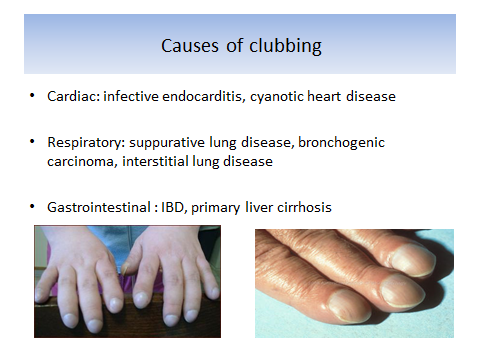 Causes of clubbing
• Cardiac: infective endocarditis, cyanotic heart disease
• Respiratory: suppurative lung disease, bronchogenic
carcinoma, interstitial lung disease
• Gastrointestinal : IBD, primary liver cirrhosis